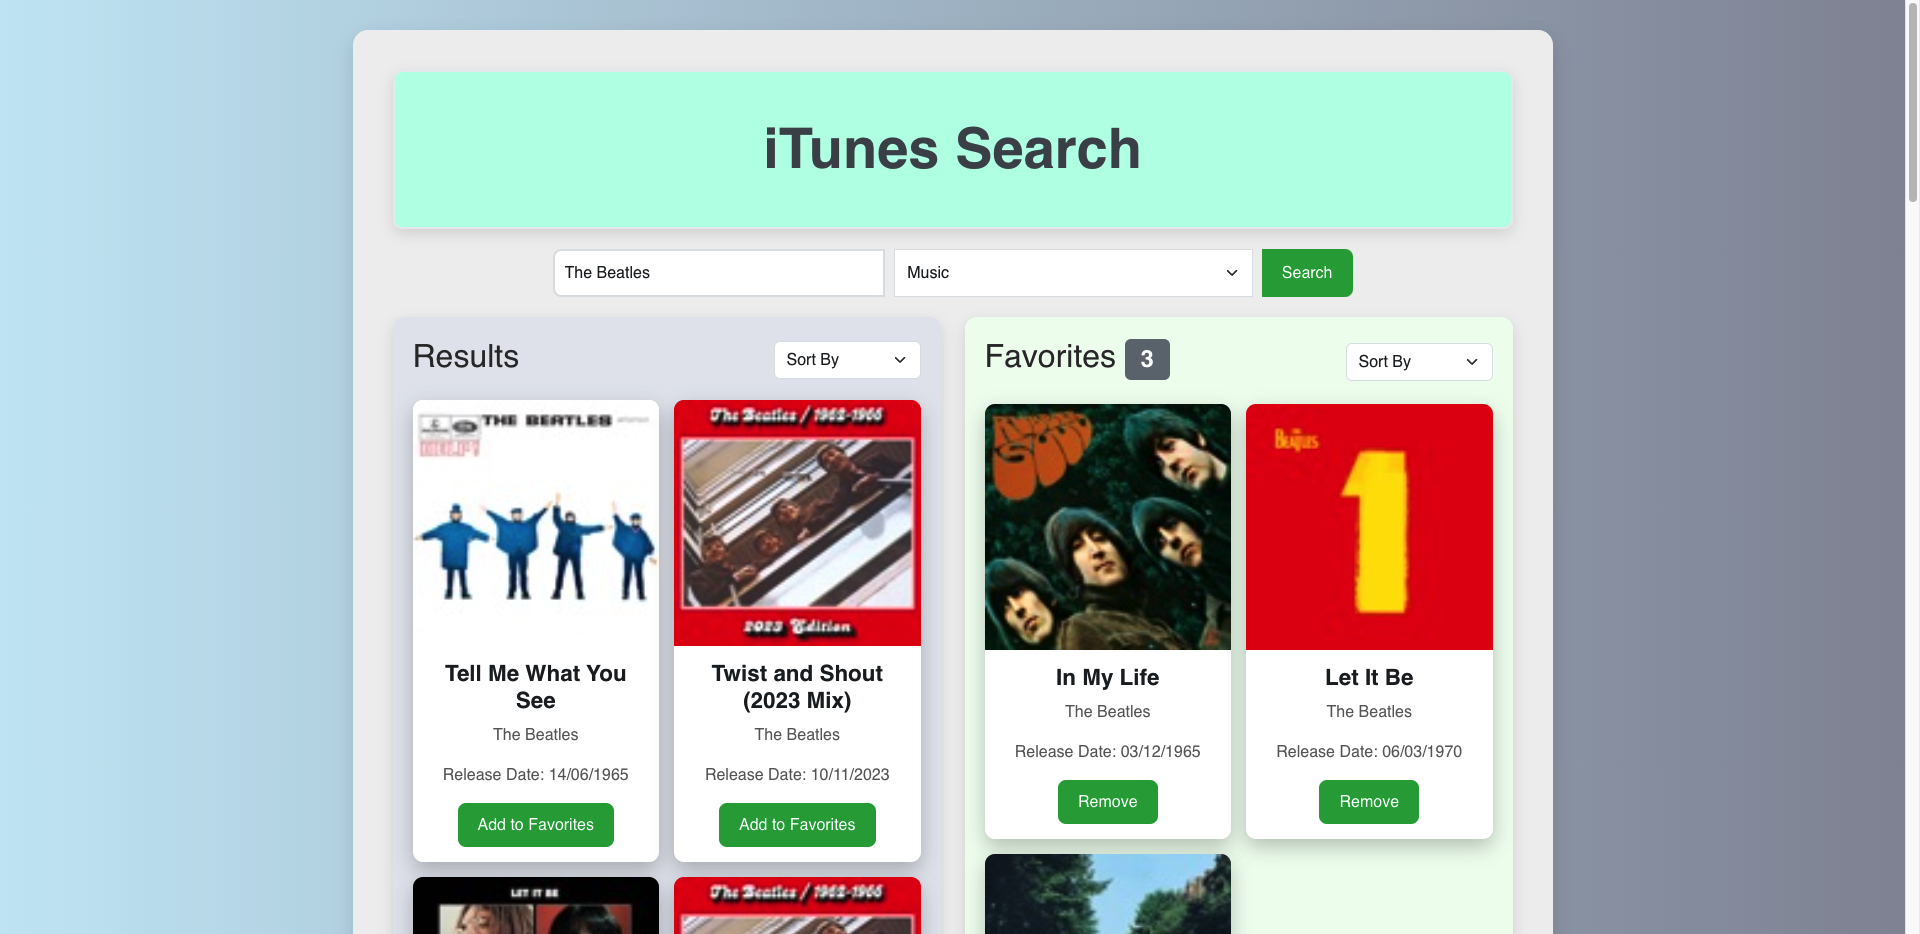 iTunes Search
The Beatles
Music
Search
Results
Sort By
THE BEATLES
Tell Me What You
See
The Beatles
Release Date: 14/06/1965
Add to Favorites
The Beatles / 1962-1966
2023 Edition
Twist and Shout
(2023 Mix)
The Beatles
Release Date: 10/11/2023
Add to Favorites
LET IT BE
The Beatles / 1962-1966
Favorites 3
Sort By
RUBBER
SOUL
In My Life
The Beatles
Release Date: 03/12/1965
Remove
THE
BEATLES
1
Let It Be
The Beatles
Release Date: 06/03/1970
Remove